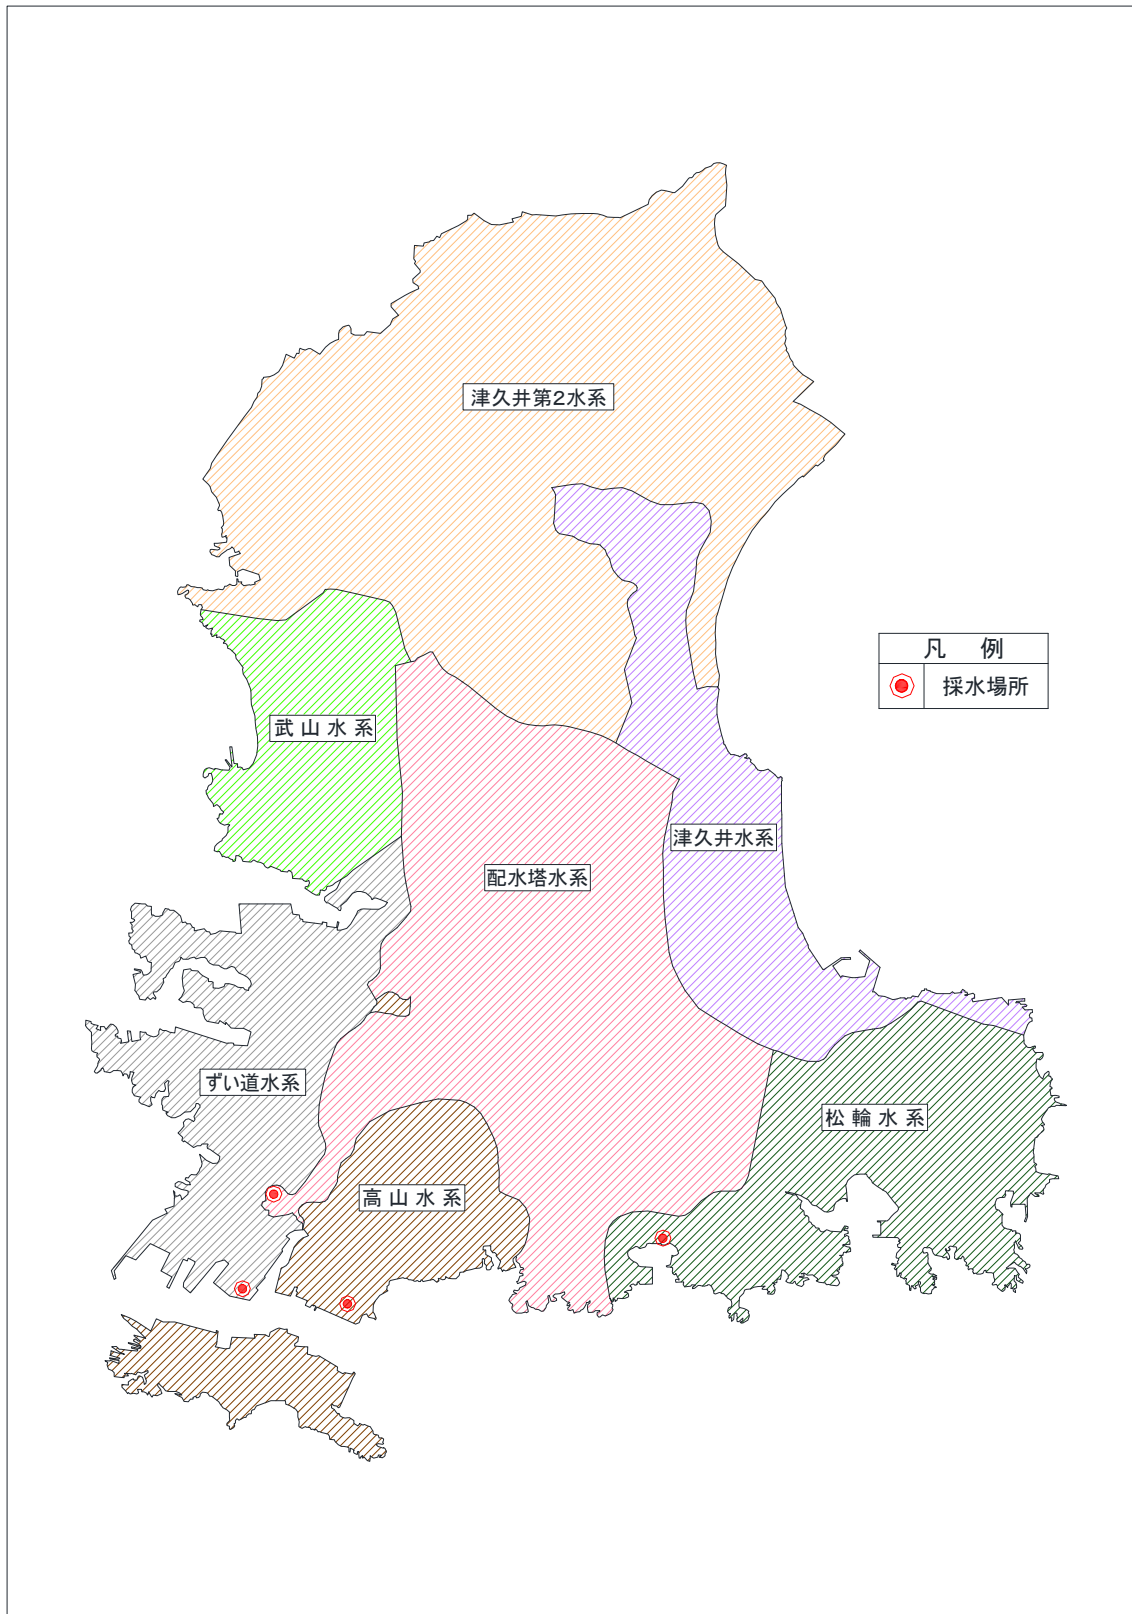 津久井第2水系
凡 例
採水場所
武山水系
津久井水系
配水塔水系
ずい道水系
松輪水系
高山水系